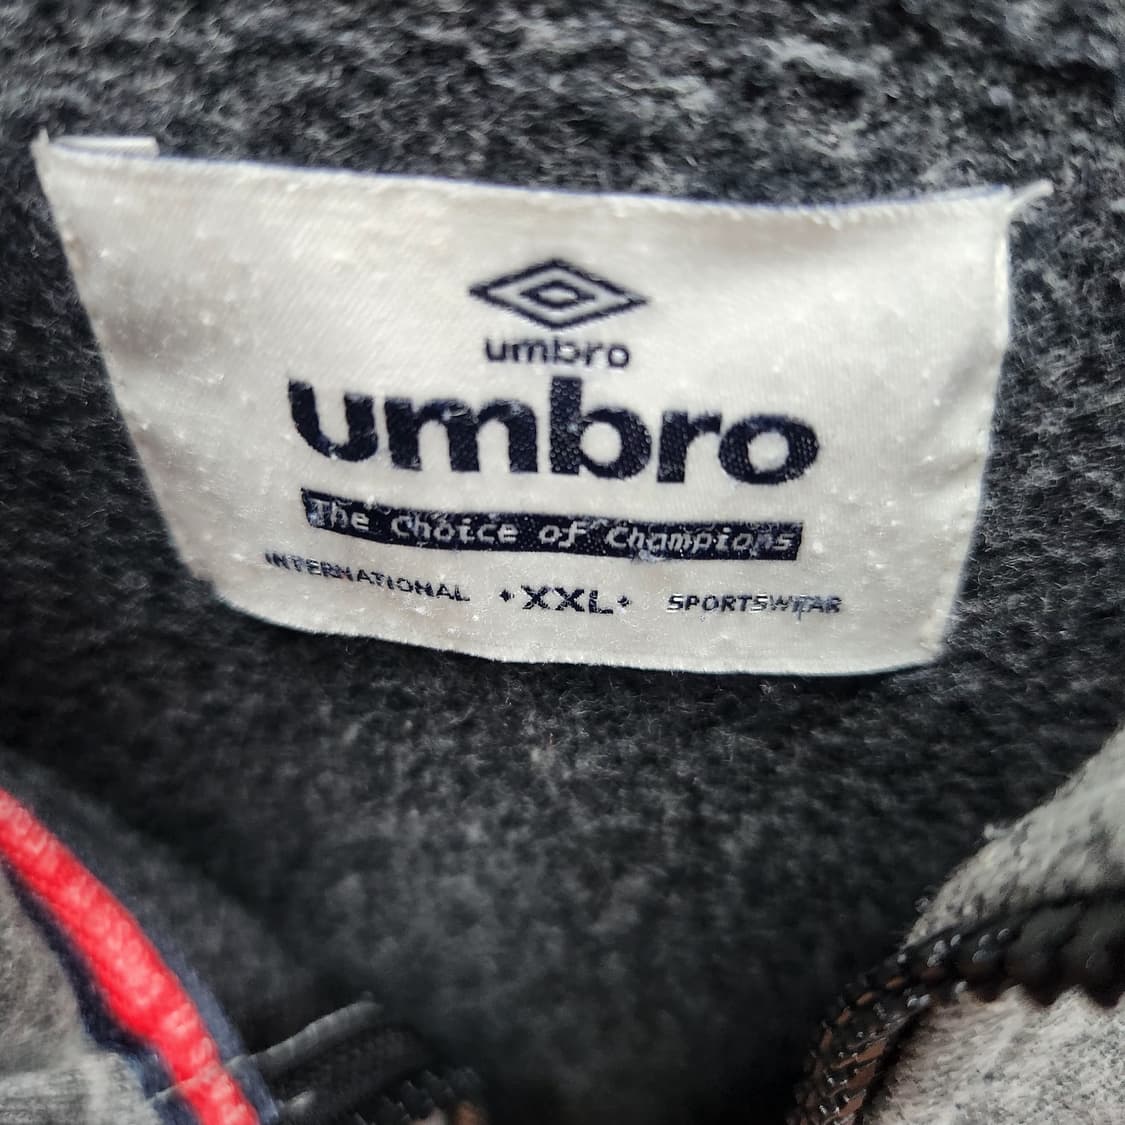 umbro
umbro
The Choice of Champions
INTERNATIONAL •XXL• SPORTSWEAR